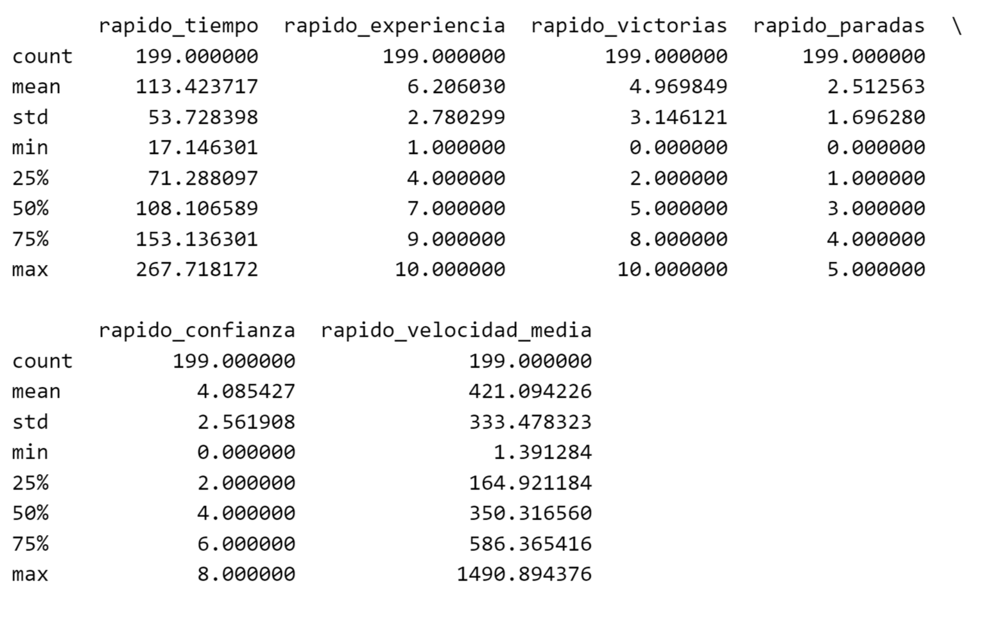 rapido_tiempo rapido_experiencia rapido_victorias rapido_paradas \
count 199.000000 199.000000 199.000000 199.000000
mean 113.423717 6.206030 4.969849 2.512563
std 53.728398 2.780299 3.146121 1.696280
min 17.146301 1.000000 0.000000 0.000000
25% 71.288097 4.000000 2.000000 1.000000
50% 108.106589 7.000000 5.000000 3.000000
75% 153.136301 9.000000 8.000000 4.000000
max 267.718172 10.000000 10.000000 5.000000
rapido_confianza rapido_velocidad_media
count 199.000000 199.000000
mean 4.085427 421.094226
std 2.561908 333.478323
min 0.000000 1.391284
25% 2.000000 164.921184
50% 4.000000 350.316560
75% 6.000000 586.365416
max 8.000000 1490.894376